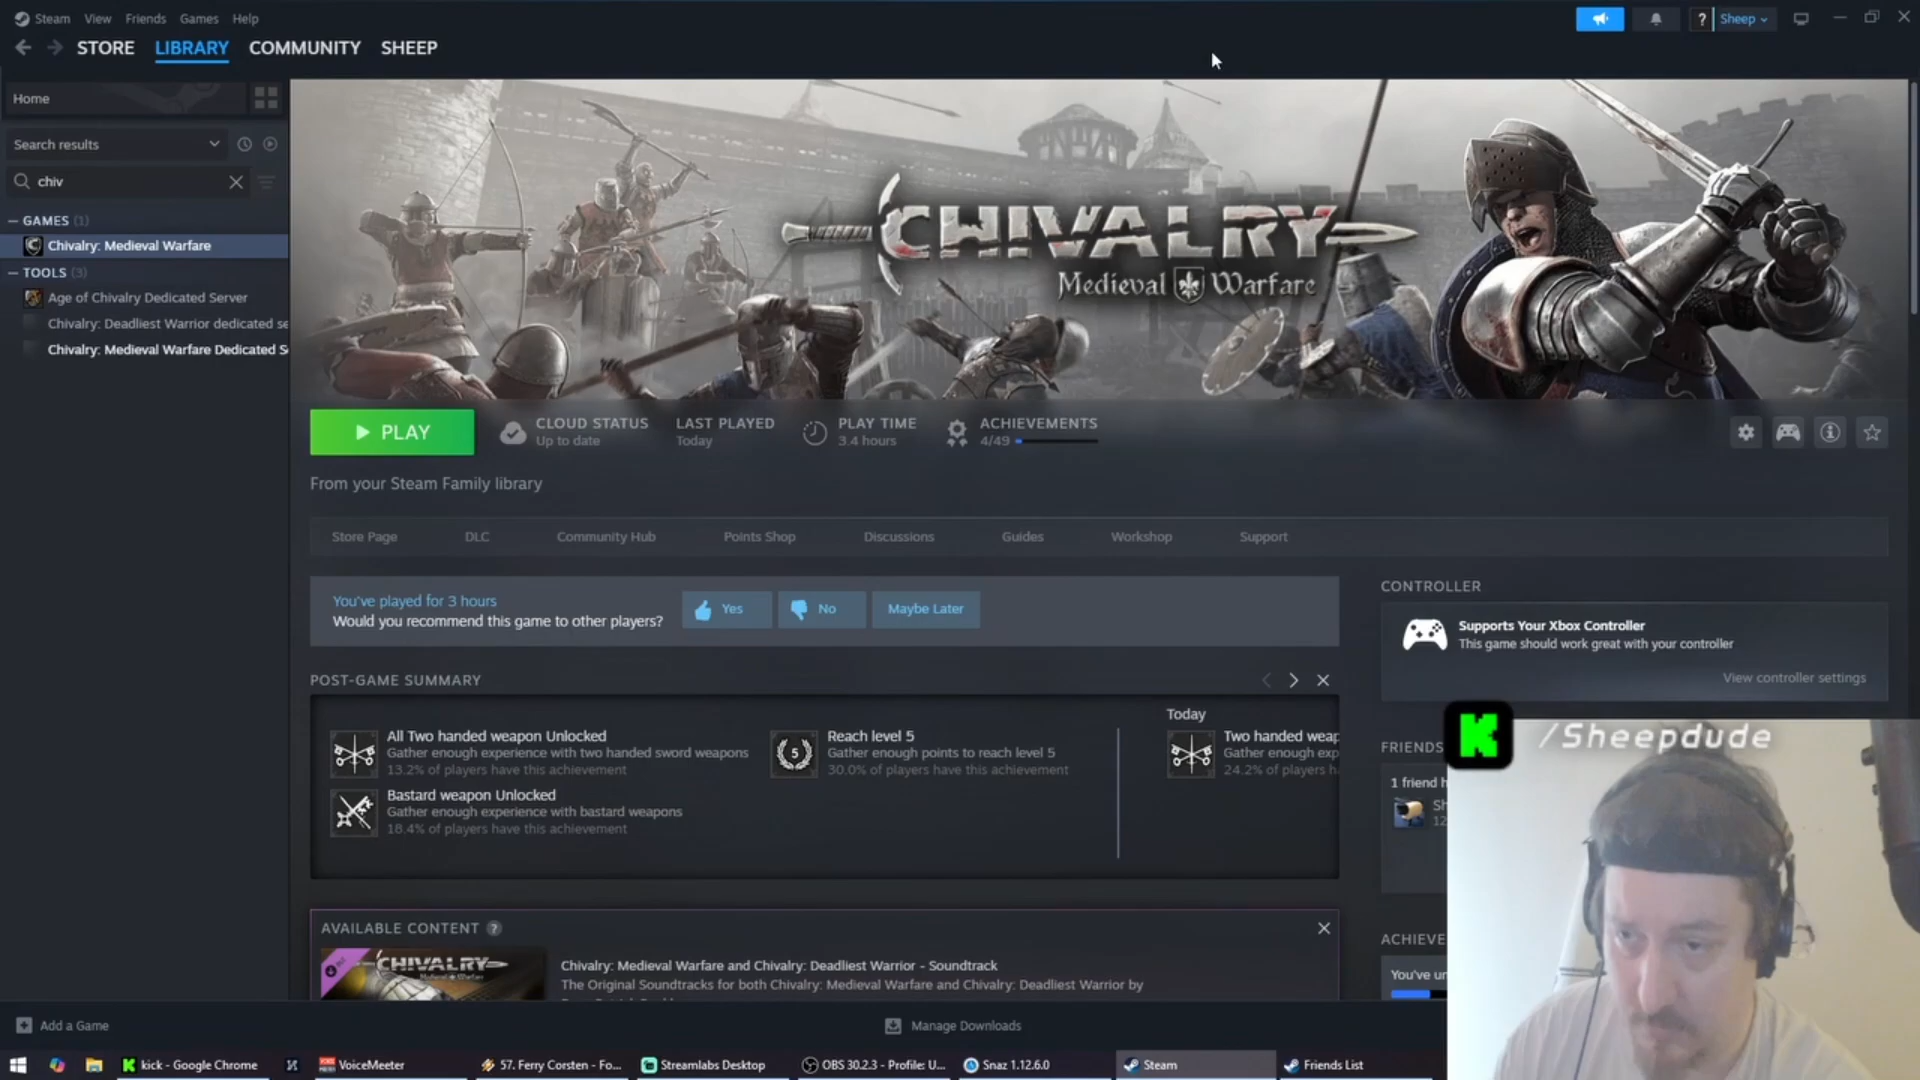 Steam View Friends Games Help
? Sheep
STORE LIBRARY COMMUNITY SHEEP
Home
Search results
chiv
GAMES (1)
Chivalry: Medieval Warfare
TOOLS (3)
Age of Chivalry Dedicated Server
Chivalry: Deadliest Warrior dedicated se
Chivalry: Medieval Warfare Dedicated S
CHIVALRY
Medieval Warfare
PLAY
CLOUD STATUS
Up to date
LAST PLAYED
Today
PLAY TIME
3.4 hours
ACHIEVEMENTS
4/49
From your Steam Family library
Store Page DLC Community Hub Points Shop Discussions Guides Workshop Support
You've played for 3 hours
Would you recommend this game to other players?
Yes No Maybe Later
CONTROLLER
Supports Your Xbox Controller
This game should work great with your controller
View controller settings
POST-GAME SUMMARY
All Two handed weapon Unlocked
Gather enough experience with two handed sword weapons
13.2% of players have this achievement
Bastard weapon Unlocked
Gather enough experience with bastard weapons
18.4% of players have this achievement
5
Reach level 5
Gather enough points to reach level 5
30.0% of players have this achievement
Today
Two handed weap
Gather enough exp
24.2% of players h
FRIENDS
1 friend h
Sh
12
K /Sheepdude
AVAILABLE CONTENT ?
CHIVALRY
Chivalry: Medieval Warfare and Chivalry: Deadliest Warrior - Soundtrack
The Original Soundtracks for both Chivalry: Medieval Warfare and Chivalry: Deadliest Warrior by
ACHIEVE
You've un
Add a Game
Manage Downloads
kick - Google Chrome
VoiceMeeter
57. Ferry Corsten - Fo...
Streamlabs Desktop
OBS 30.2.3 - Profile: U...
Snaz 1.12.6.0
Steam
Friends List